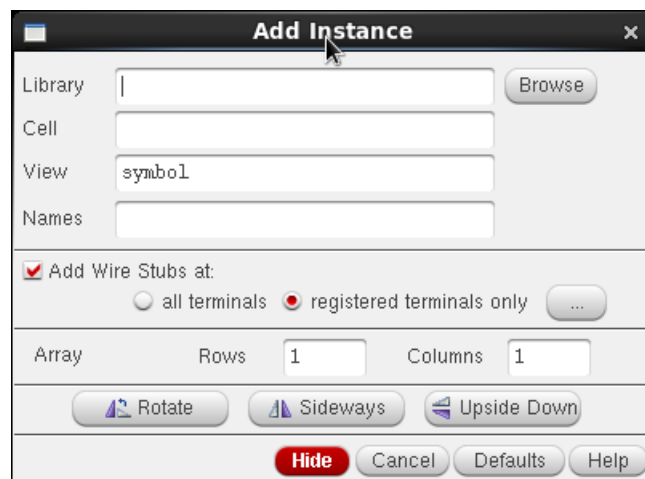 Add Instance
Library Browse
Cell
View symbol
Names
Add Wire Stubs at:
all terminals registered terminals only ...
Array Rows 1 Columns 1
Rotate Sideways Upside Down
Hide Cancel Defaults Help